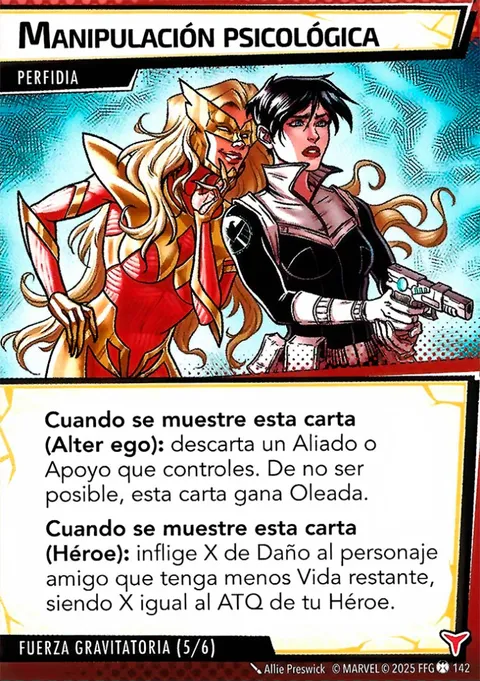 Manipulación psicológica
PERFIDIA
Cuando se muestre esta carta
(Alter ego): descarta un Aliado o
Apoyo que controles. De no ser
posible, esta carta gana Oleada.
Cuando se muestre esta carta
(Héroe): inflige X de Daño al personaje
amigo que tenga menos Vida restante,
siendo X igual al ATQ de tu Héroe.
FUERZA GRAVITATORIA (5/6)
Allie Preswick © MARVEL © 2025 FFG 142